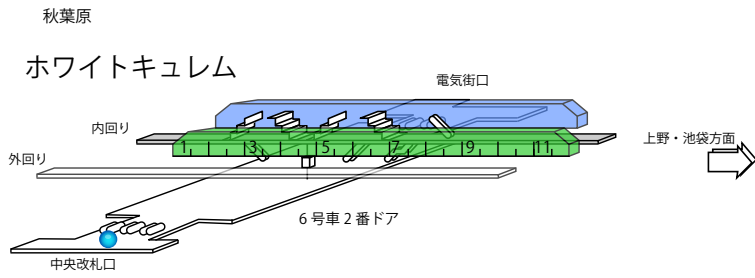 秋葉原
ホワイトキュレム
電気街口
内回り
上野・池袋方面
1 3 5 7 9 11
外回り
6号車2番ドア
中央改札口